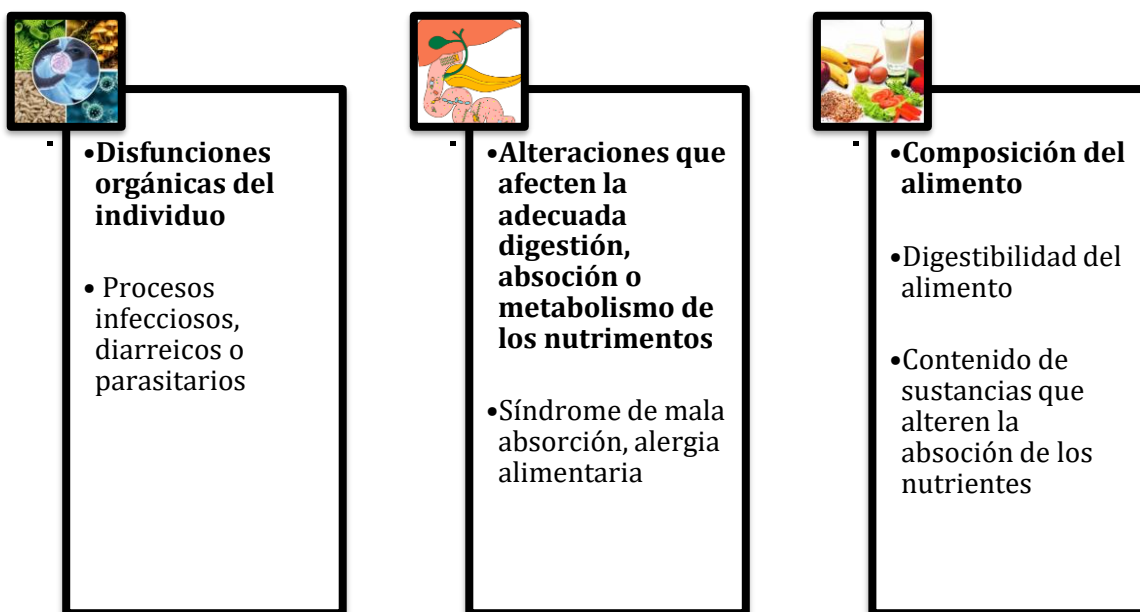 •Disfunciones
orgánicas del
individuo
• Procesos
infecciosos,
diarreicos o
parasitarios
•Alteraciones que
afecten la
adecuada
digestión,
absoción o
metabolismo de
los nutrimentos
•Síndrome de mala
absorción, alergia
alimentaria
•Composición del
alimento
•Digestibilidad del
alimento
•Contenido de
sustancias que
alteren la
absoción de los
nutrientes